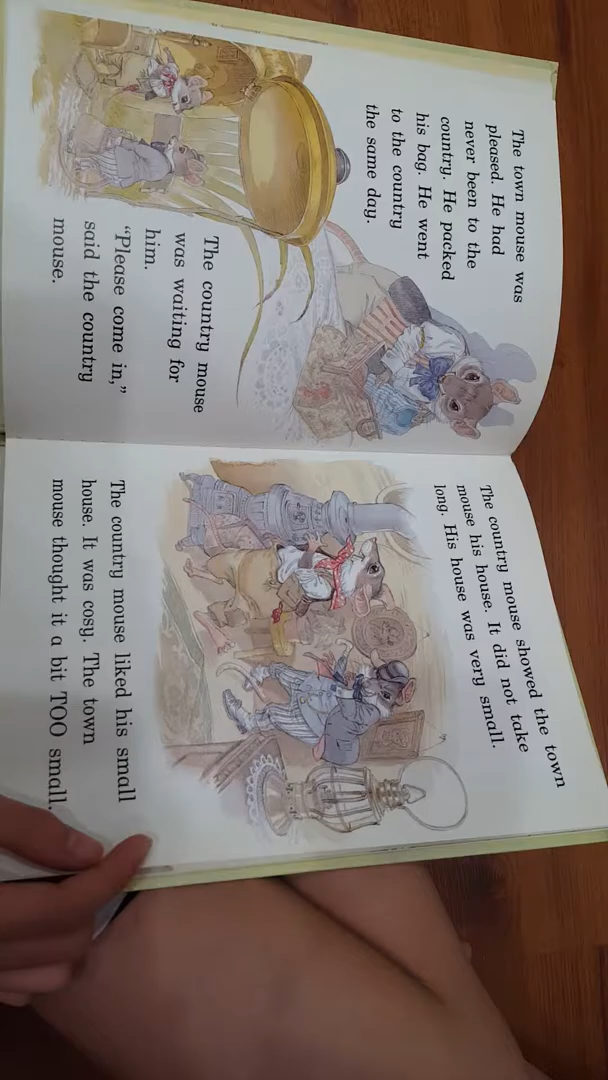 The town mouse was
pleased. He had
never been to the
country. He packed
his bag. He went
to the country
the same day.
The country mouse
was waiting for
him.
“Please come in,”
said the country
mouse.
The country mouse showed the town
mouse his house. It did not take
long. His house was very small.
The country mouse liked his small
house. It was cosy. The town
mouse thought it a bit TOO small.